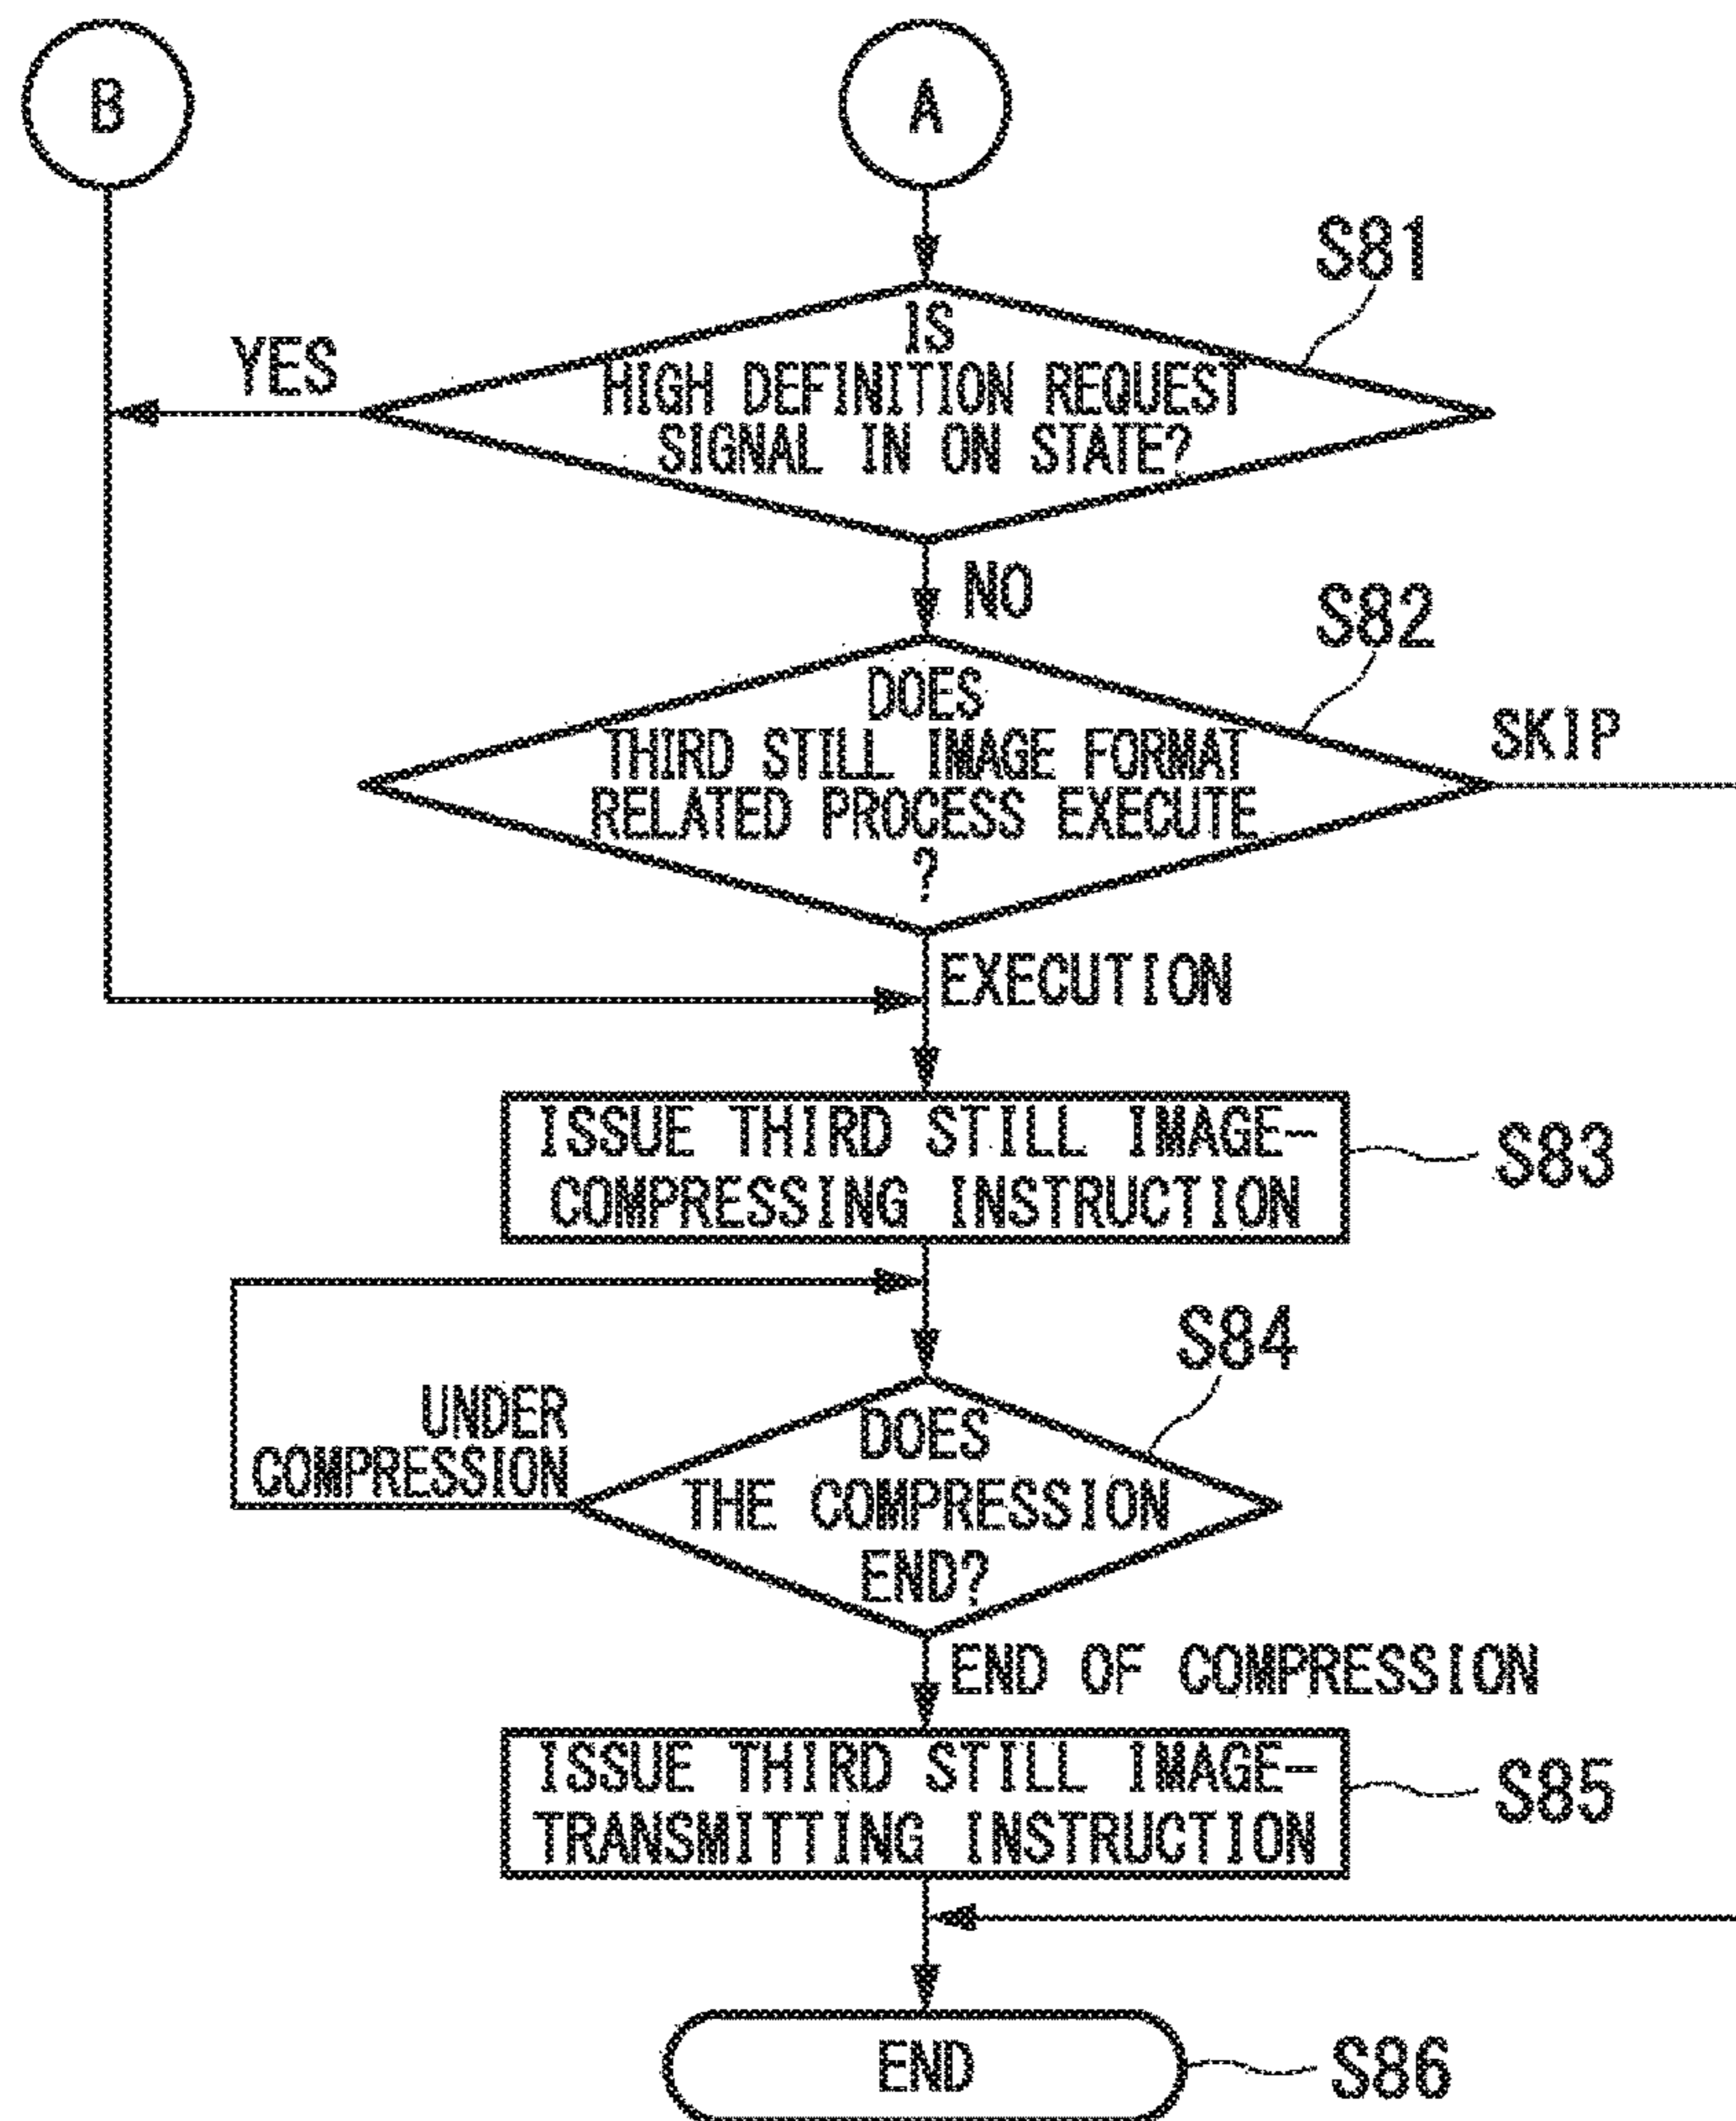 B
A
S81
IS
HIGH DEFINITION REQUEST
SIGNAL IN ON STATE?
YES
NO
S82
DOES
THIRD STILL IMAGE FORMAT
RELATED PROCESS EXECUTE
?
SKIP
EXECUTION
ISSUE THIRD STILL IMAGE-
COMPRESSING INSTRUCTION
S83
S84
UNDER
COMPRESSION
DOES
THE COMPRESSION
END?
END OF COMPRESSION
ISSUE THIRD STILL IMAGE-
TRANSMITTING INSTRUCTION
S85
END
S86